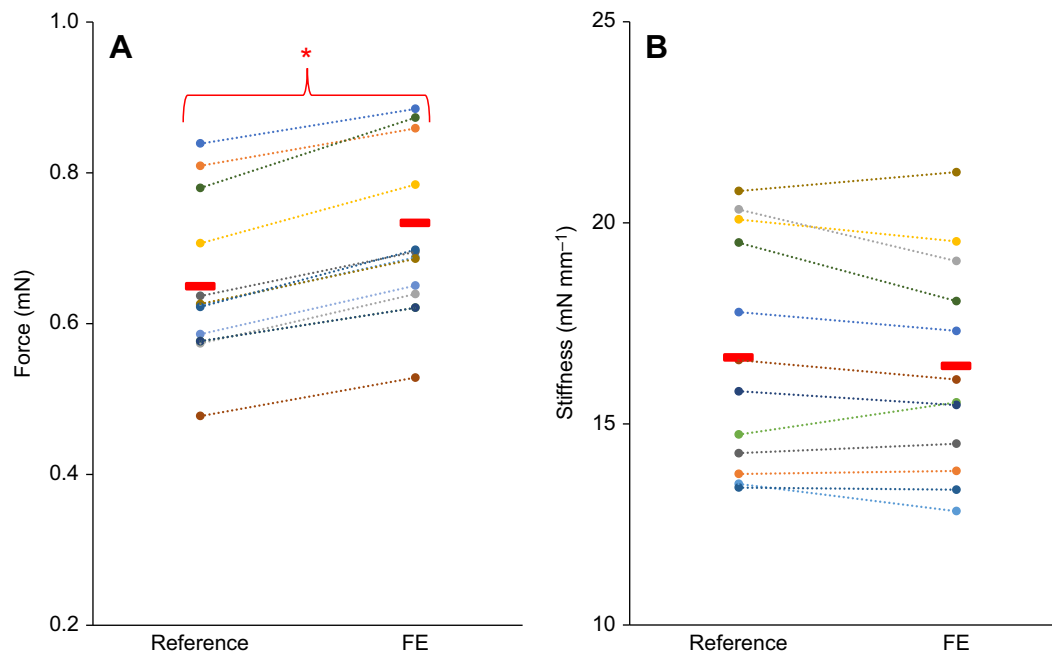 A
*
Force (mN)
1.0
0.8
0.6
0.4
0.2
Reference FE
B
Stiffness (mN mm⁻¹)
25
20
15
10
Reference FE